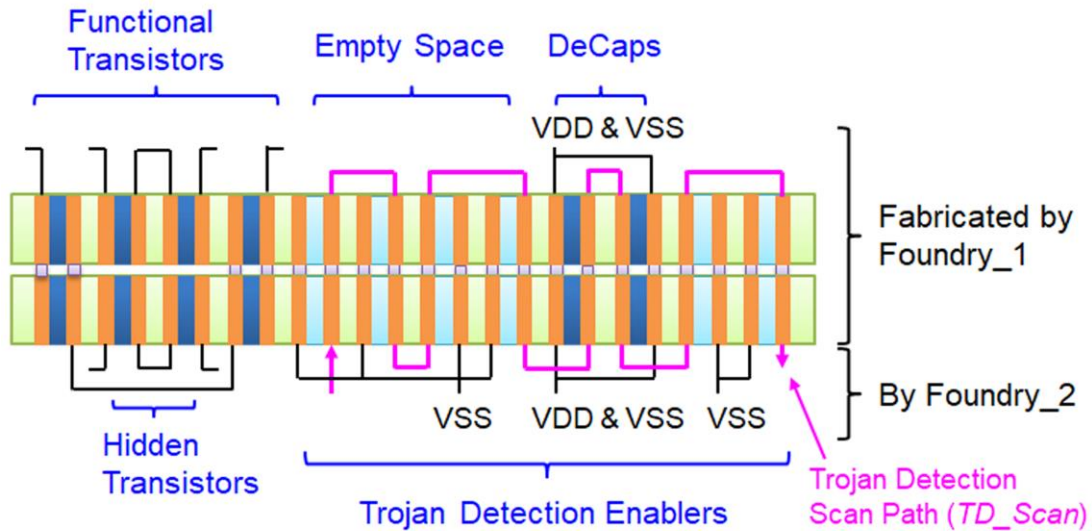 Functional
Transistors
Empty Space
DeCaps
VDD & VSS
Fabricated by
Foundry_1
By Foundry_2
VSS
VDD & VSS
VSS
Hidden
Transistors
Trojan Detection Enablers
Trojan Detection
Scan Path (TD_Scan)